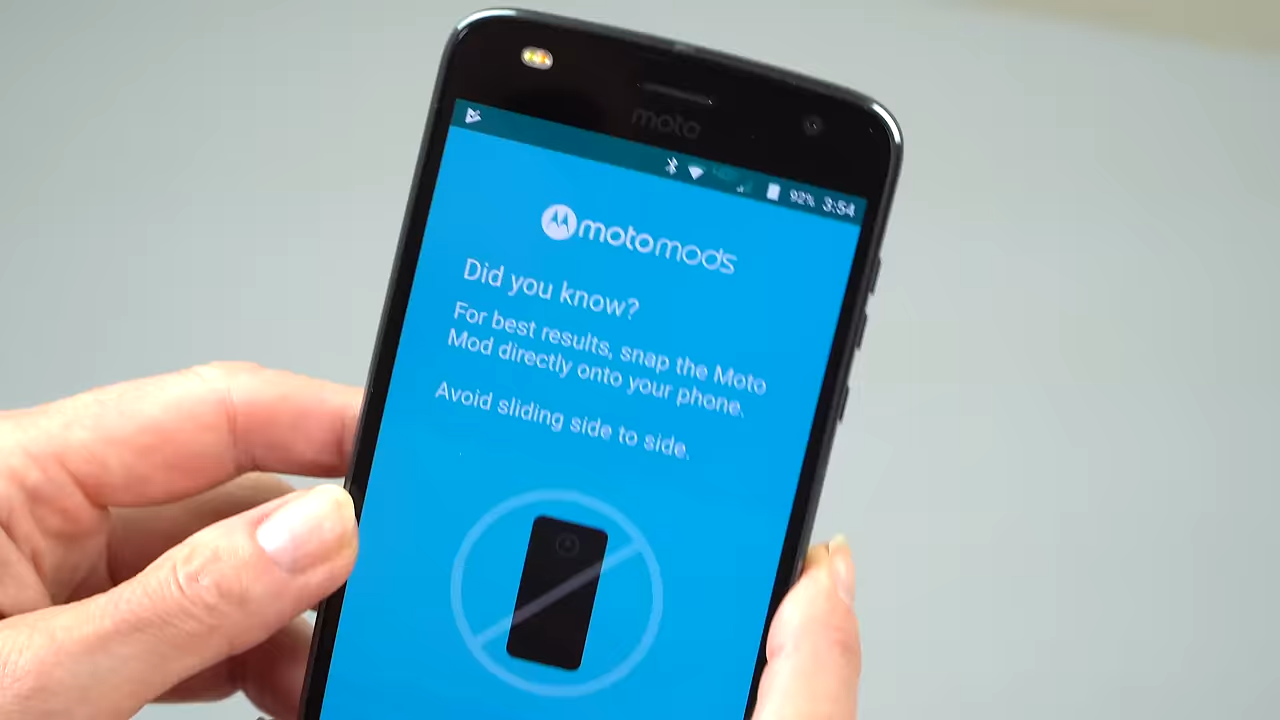 moto
92% 3:54
motomods
Did you know?
For best results, snap the Moto
Mod directly onto your phone.
Avoid sliding side to side.